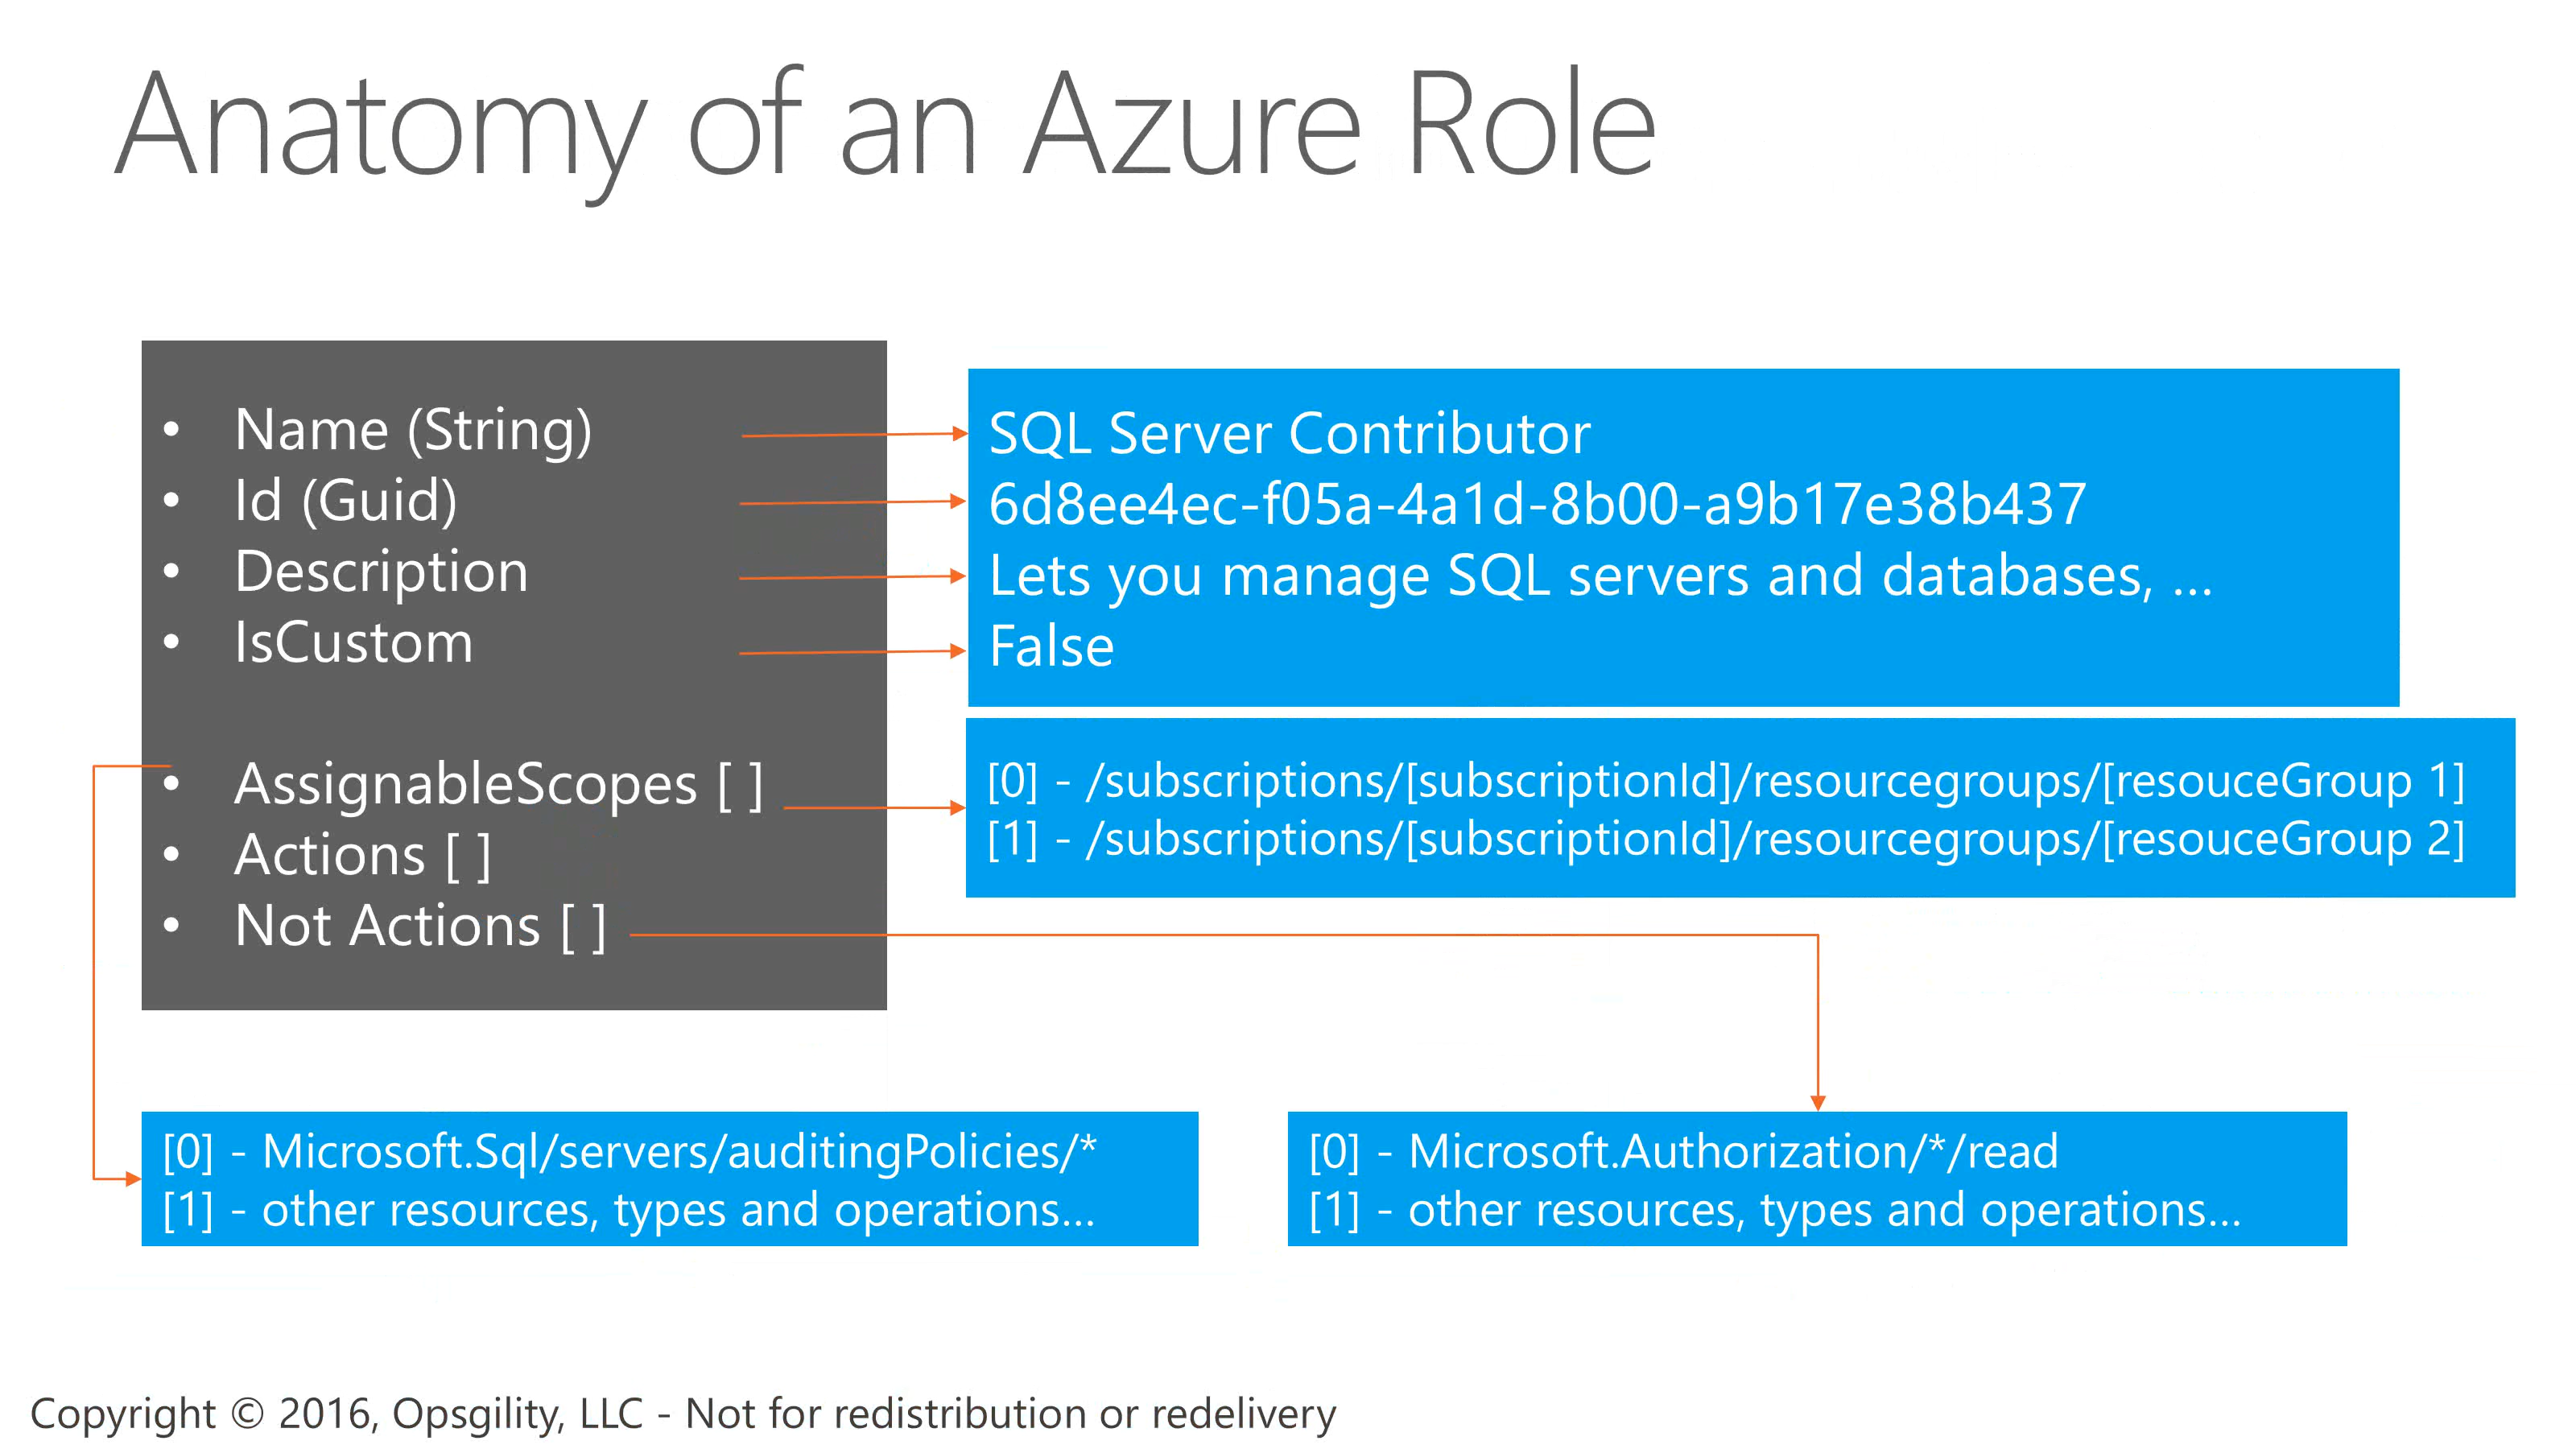 Anatomy of an Azure Role
• Name (String)
• Id (Guid)
• Description
• IsCustom
• AssignableScopes [ ]
• Actions [ ]
• Not Actions [ ]
SQL Server Contributor
6d8ee4ec-f05a-4a1d-8b00-a9b17e38b437
Lets you manage SQL servers and databases, ...
False
[0] - /subscriptions/[subscriptionId]/resourcegroups/[resouceGroup 1]
[1] - /subscriptions/[subscriptionId]/resourcegroups/[resouceGroup 2]
[0] - Microsoft.Sql/servers/auditingPolicies/*
[1] - other resources, types and operations...
[0] - Microsoft.Authorization/*/read
[1] - other resources, types and operations...
Copyright © 2016, Opsgility, LLC - Not for redistribution or redelivery